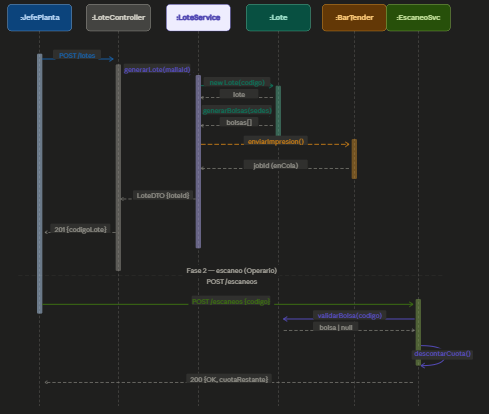 :JefePlanta
:LoteController
:LoteService
:Lote
:BarTender
:EscaneoSvc
POST /lotes
generarLote(mallaId)
new Lote(codigo)
lote
generarBolsas(sedes)
bolsas[]
enviarImpresion()
jobId (enCola)
LoteDTO {loteId}
201 {codigoLote}
Fase 2 — escaneo (Operario)
POST /escaneos
POST /escaneos {codigo}
validarBolsa(codigo)
bolsa | null
descontarCuota()
200 {OK, cuotaRestante}